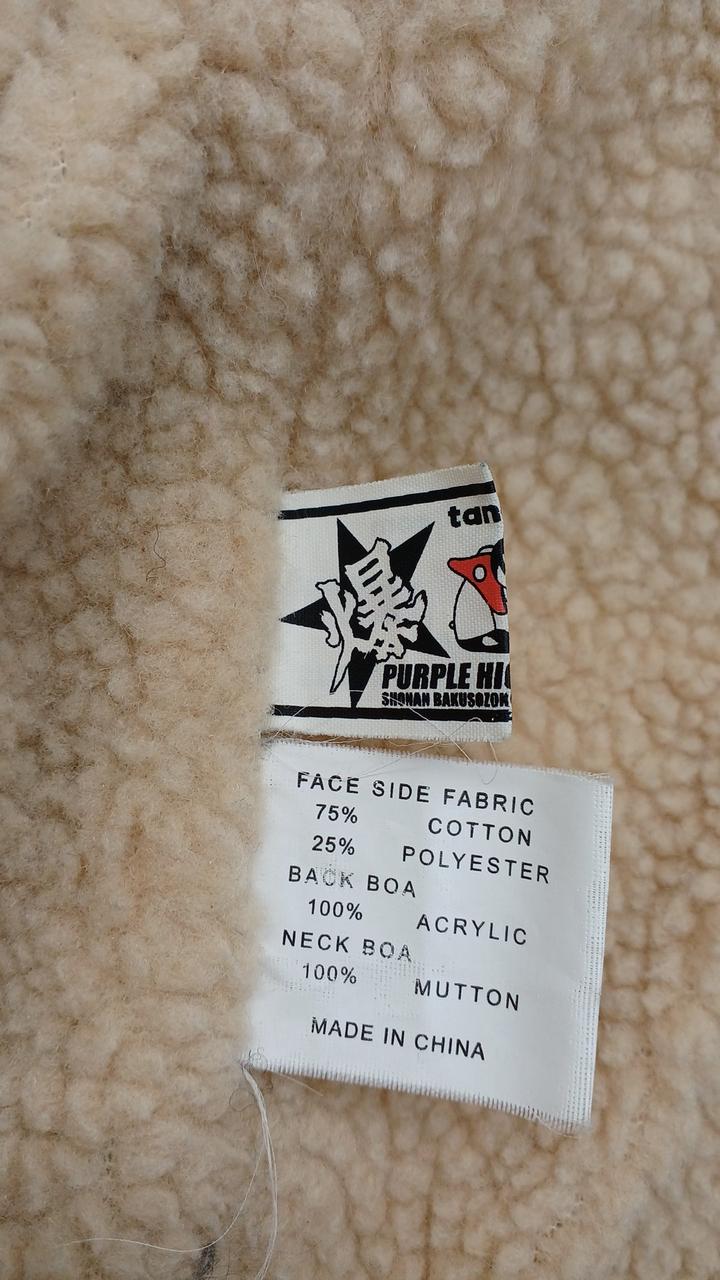 tan
爆
PURPLE HI
SHONAN BAKUSOZOK
FACE SIDE FABRIC
75% COTTON
25% POLYESTER
BACK BOA
100% ACRYLIC
NECK BOA
100% MUTTON
MADE IN CHINA